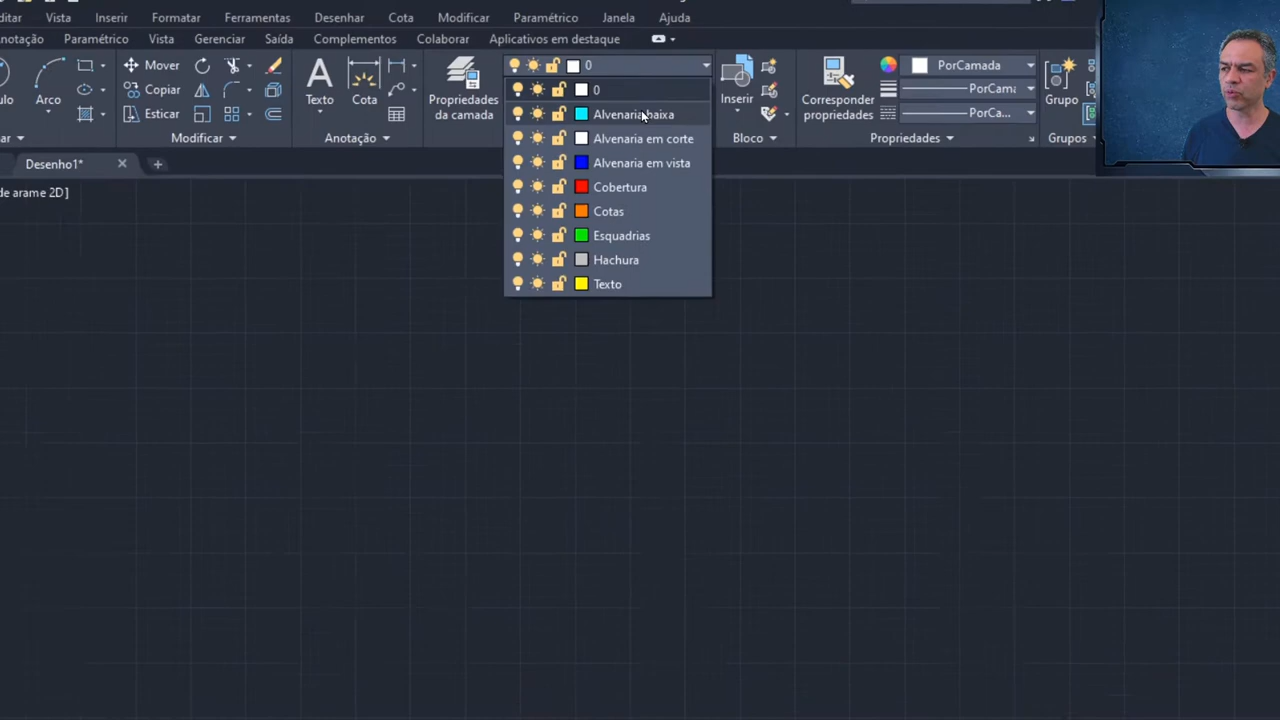 ditar Vista Inserir Formatar Ferramentas Desenhar Cota Modificar Paramétrico Janela Ajuda
notação Paramétrico Vista Gerenciar Saída Complementos Colaborar Aplicativos em destaque
Mover
Copiar
Esticar
Arco
Modificar
Texto
Cota
Anotação
Propriedades
da camada
0
0
Alvenaria baixa
Alvenaria em corte
Alvenaria em vista
Cobertura
Cotas
Esquadrias
Hachura
Texto
Inserir
Bloco
Corresponder
propriedades
PorCamada
PorCama
PorCa...
Propriedades
Grupo
Grupos
Desenho1*
de arame 2D]